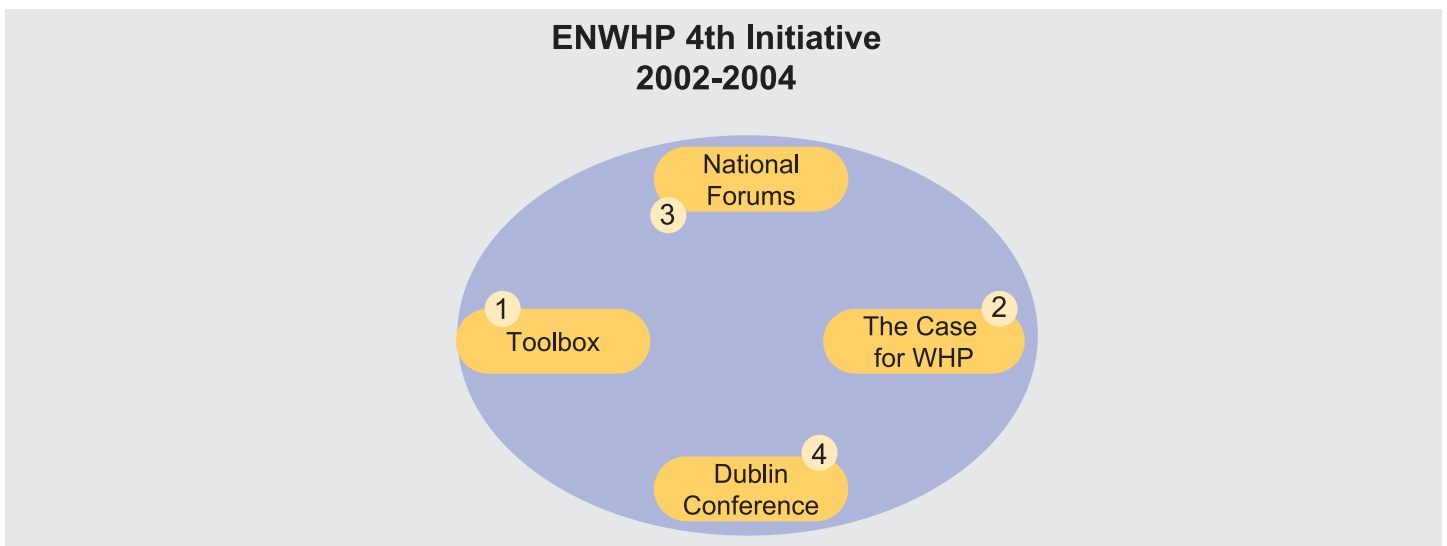 ENWHP 4th Initiative
2002-2004
National
Forums
3
1
Toolbox
2
The Case
for WHP
4
Dublin
Conference